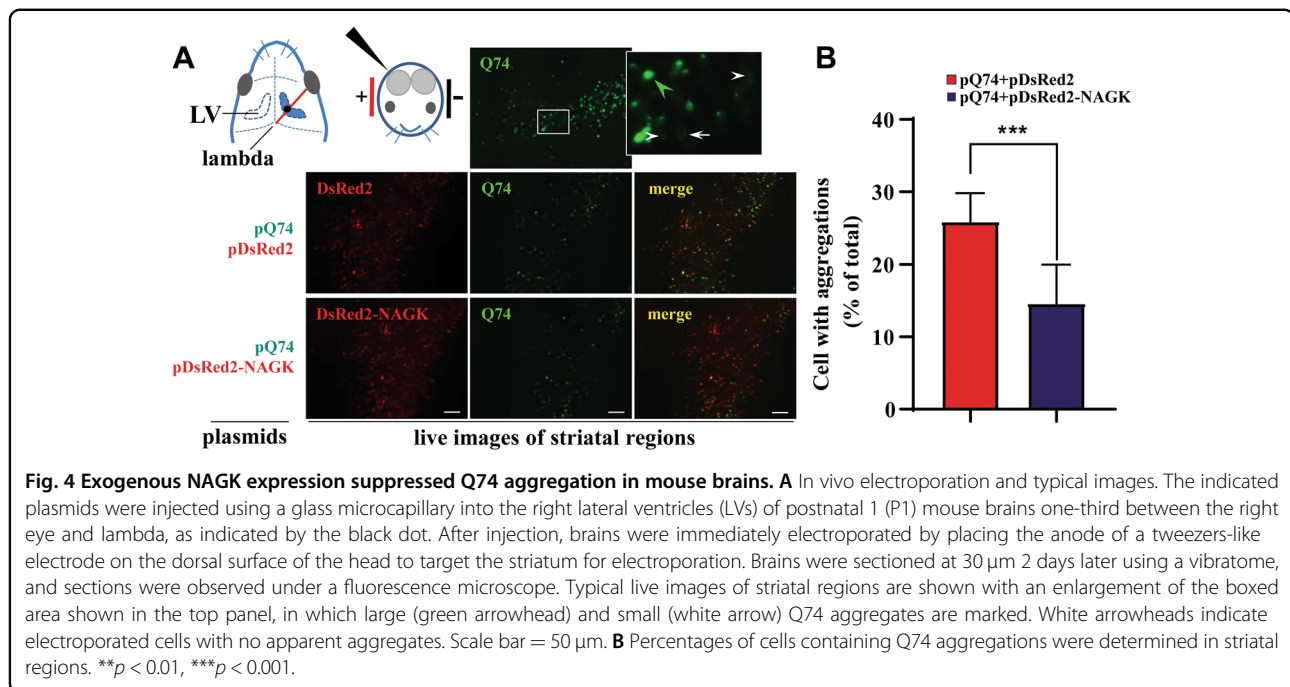 A
LV
lambda
+
-
Q74
DsRed2
Q74
merge
pQ74
pDsRed2
DsRed2-NAGK
Q74
merge
pQ74
pDsRed2-NAGK
plasmids
live images of striatal regions
B
pQ74+pDsRed2
pQ74+pDsRed2-NAGK
***
40
30
20
10
0
Cell with aggregations
(% of total)
Fig. 4 Exogenous NAGK expression suppressed Q74 aggregation in mouse brains. A In vivo electroporation and typical images. The indicated
plasmids were injected using a glass microcapillary into the right lateral ventricles (LVs) of postnatal 1 (P1) mouse brains one-third between the right
eye and lambda, as indicated by the black dot. After injection, brains were immediately electroporated by placing the anode of a tweezers-like
electrode on the dorsal surface of the head to target the striatum for electroporation. Brains were sectioned at 30 μm 2 days later using a vibratome,
and sections were observed under a fluorescence microscope. Typical live images of striatal regions are shown with an enlargement of the boxed
area shown in the top panel, in which large (green arrowhead) and small (white arrow) Q74 aggregates are marked. White arrowheads indicate
electroporated cells with no apparent aggregates. Scale bar = 50 μm. B Percentages of cells containing Q74 aggregations were determined in striatal
regions. **p < 0.01, ***p < 0.001.